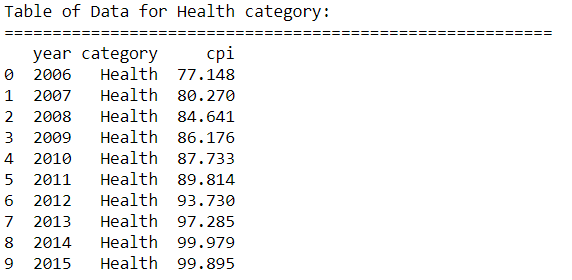 Table of Data for Health category:
=========================================================
year category cpi
0 2006 Health 77.148
1 2007 Health 80.270
2 2008 Health 84.641
3 2009 Health 86.176
4 2010 Health 87.733
5 2011 Health 89.814
6 2012 Health 93.730
7 2013 Health 97.285
8 2014 Health 99.979
9 2015 Health 99.895